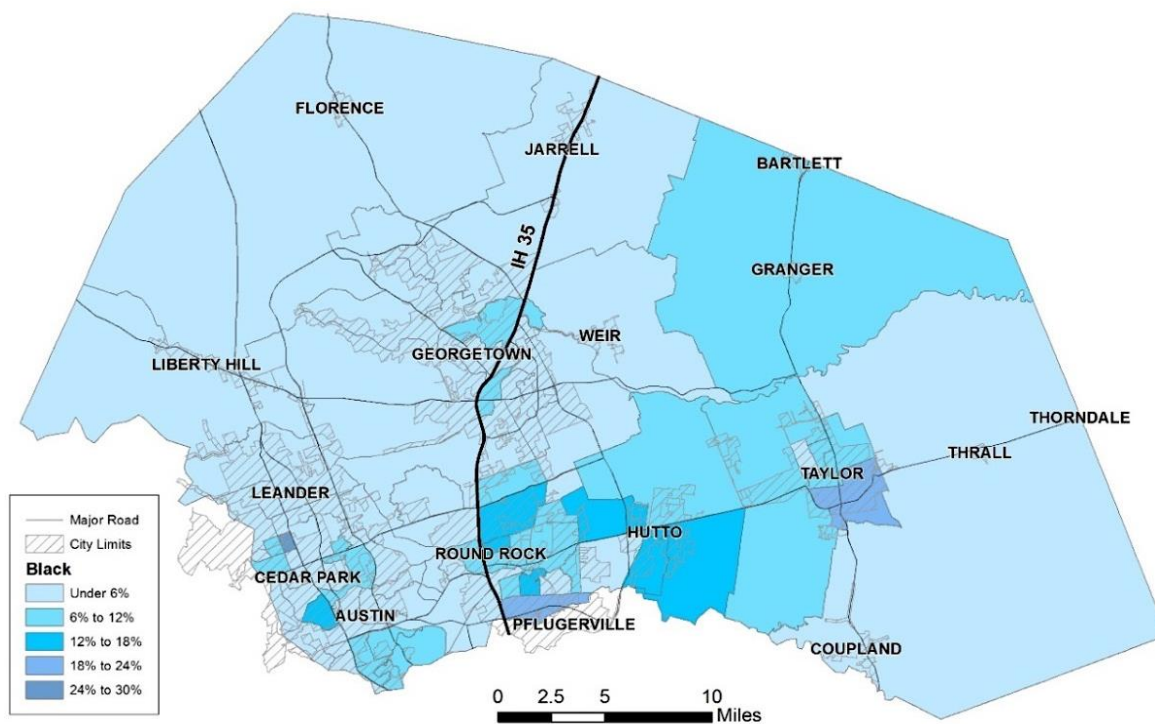 FLORENCE
JARRELL
BARTLETT
IH 35
GRANGER
WEIR
GEORGETOWN
LIBERTY HILL
THORNDALE
THRALL
TAYLOR
LEANDER
HUTTO
ROUND ROCK
CEDAR PARK
AUSTIN
PFLUGERVILLE
COUPLAND
Major Road
City Limits
Black
Under 6%
6% to 12%
12% to 18%
18% to 24%
24% to 30%
0 2.5 5 10
Miles